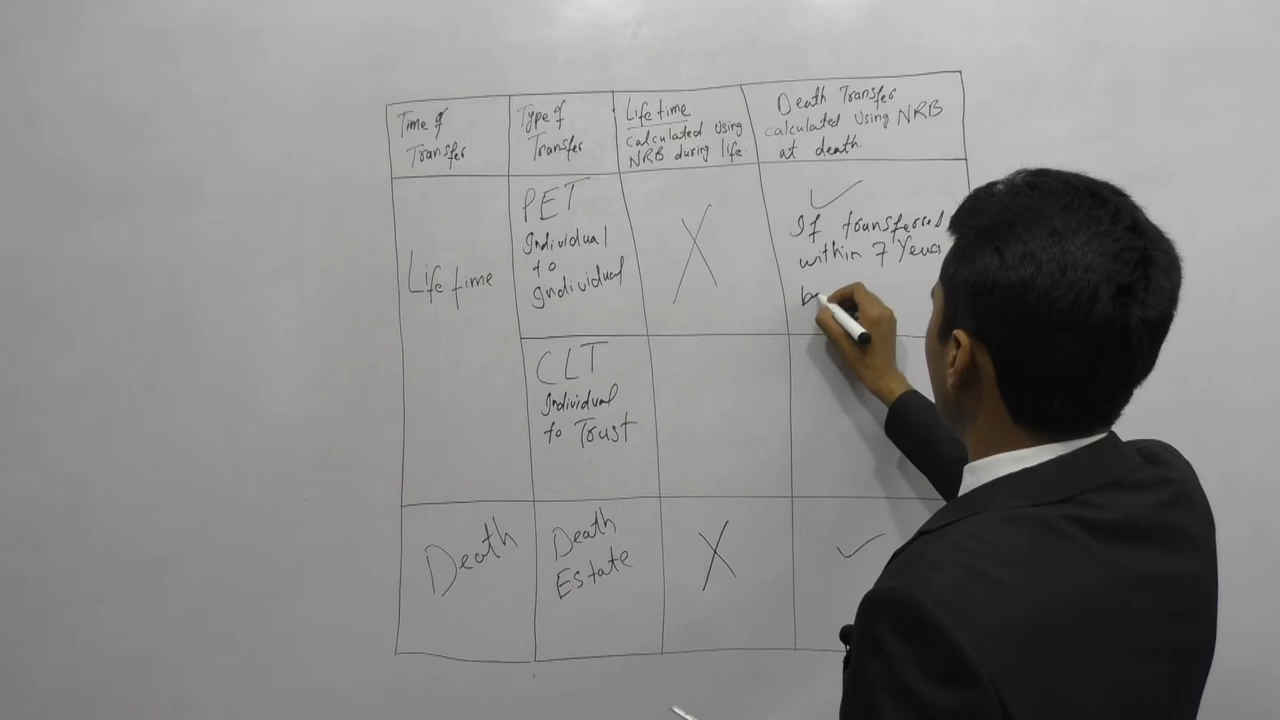 Time of
Transfer
Type of
Transfer
Life time
calculated using
NRB during life.
Death Transfer
calculated using NRB
at death.
Life time
PET
Individual
to
Individual
X
✓
If transferred
within 7 Years
CLT
Individual
to Trust
Death
Death
Estate
X
✓